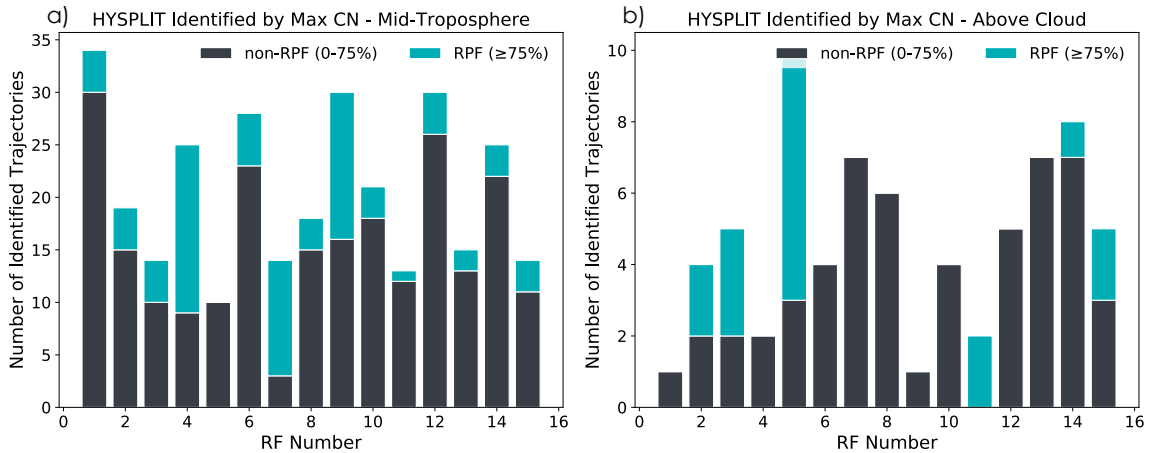 a)
HYSPLIT Identified by Max CN - Mid-Troposphere
non-RPF (0-75%)
RPF (≥75%)
Number of Identified Trajectories
35
30
25
20
15
10
5
0
0 2 4 6 8 10 12 14 16
RF Number
b)
HYSPLIT Identified by Max CN - Above Cloud
non-RPF (0-75%)
RPF (≥75%)
Number of Identified Trajectories
10
8
6
4
2
0
0 2 4 6 8 10 12 14 16
RF Number